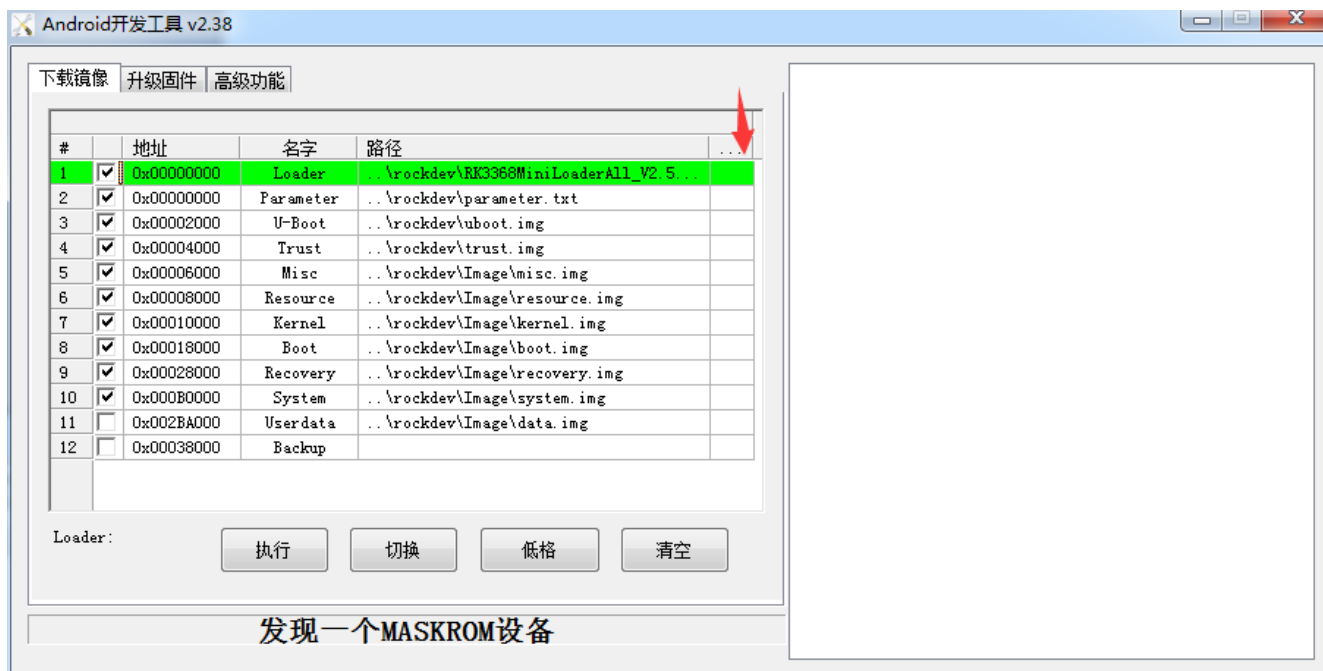 Android开发工具 v2.38
下载镜像 升级固件 高级功能
# 地址 名字 路径 ...
1 0x00000000 Loader ..\rockdev\RK3368MiniLoaderAll_V2.5...
2 0x00000000 Parameter ..\rockdev\parameter.txt
3 0x00002000 U-Boot ..\rockdev\uboot.img
4 0x00004000 Trust ..\rockdev\trust.img
5 0x00006000 Misc ..\rockdev\Image\misc.img
6 0x00008000 Resource ..\rockdev\Image\resource.img
7 0x00010000 Kernel ..\rockdev\Image\kernel.img
8 0x00018000 Boot ..\rockdev\Image\boot.img
9 0x00028000 Recovery ..\rockdev\Image\recovery.img
10 0x000B0000 System ..\rockdev\Image\system.img
11 0x002BA000 Userdata ..\rockdev\Image\data.img
12 0x00038000 Backup
Loader: 执行 切换 低格 清空
发现一个MASKROM设备